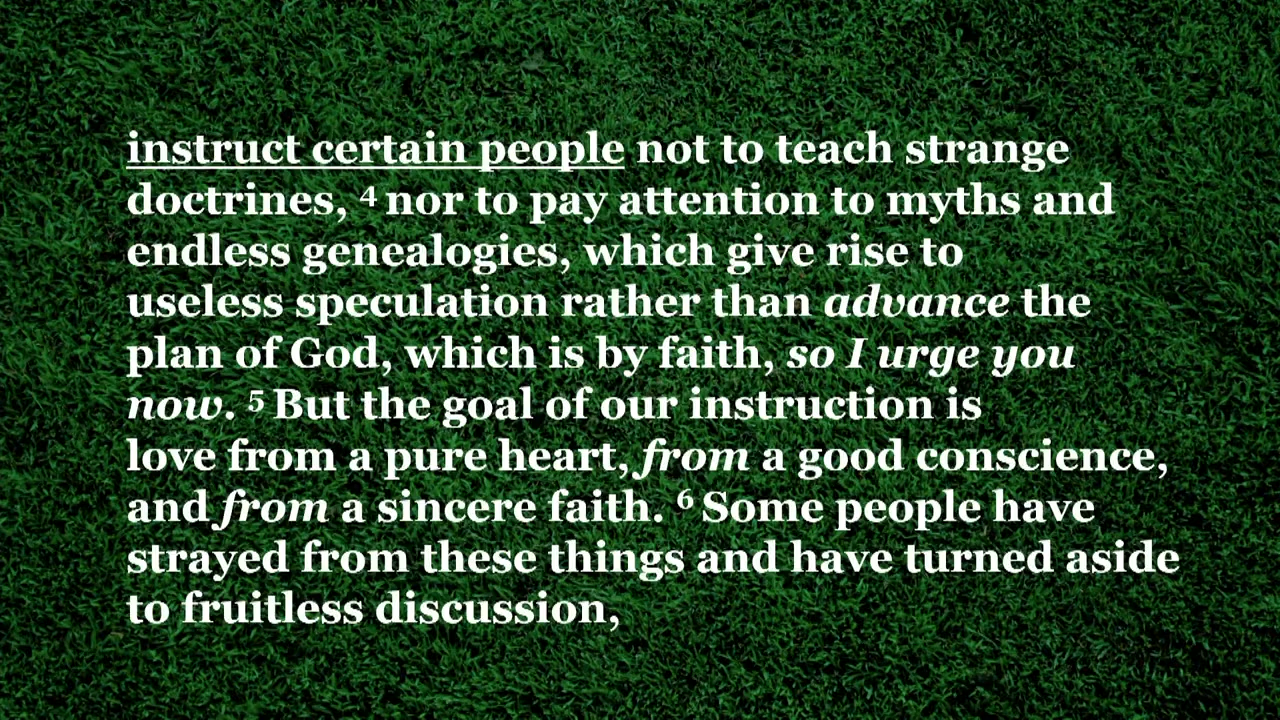 instruct certain people not to teach strange
doctrines, ⁴ nor to pay attention to myths and
endless genealogies, which give rise to
useless speculation rather than advance the
plan of God, which is by faith, so I urge you
now. ⁵ But the goal of our instruction is
love from a pure heart, from a good conscience,
and from a sincere faith. ⁶ Some people have
strayed from these things and have turned aside
to fruitless discussion,